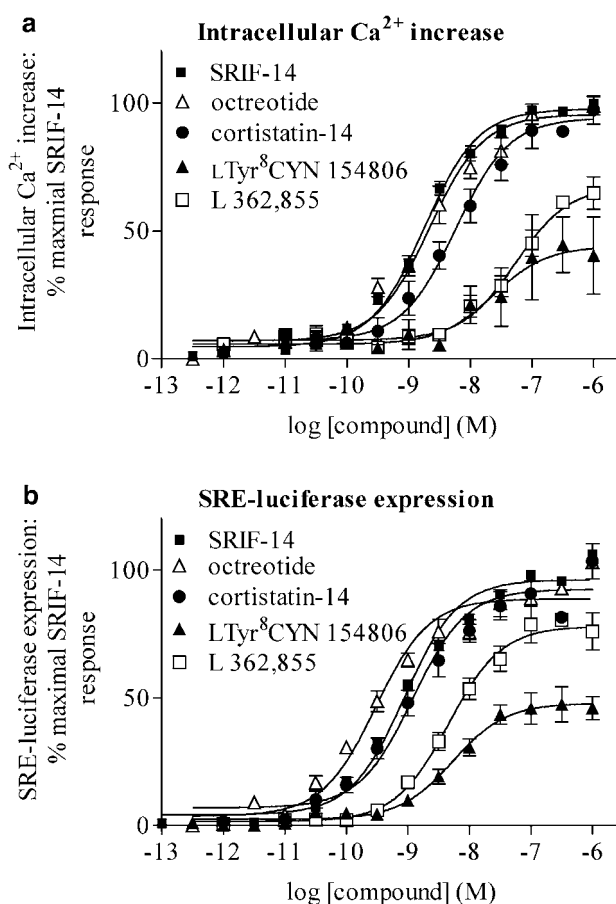 a
Intracellular Ca²⁺ increase
Intracellular Ca²⁺ increase:
% maxmial SRIF-14
response
100
50
0
SRIF-14
octreotide
cortistatin-14
LTyr⁸CYN 154806
L 362,855
-13 -12 -11 -10 -9 -8 -7 -6
log [compound] (M)
b
SRE-luciferase expression
SRE-luciferase expression:
% maximal SRIF-14
response
100
50
0
SRIF-14
octreotide
cortistatin-14
LTyr⁸CYN 154806
L 362,855
-13 -12 -11 -10 -9 -8 -7 -6
log [compound] (M)